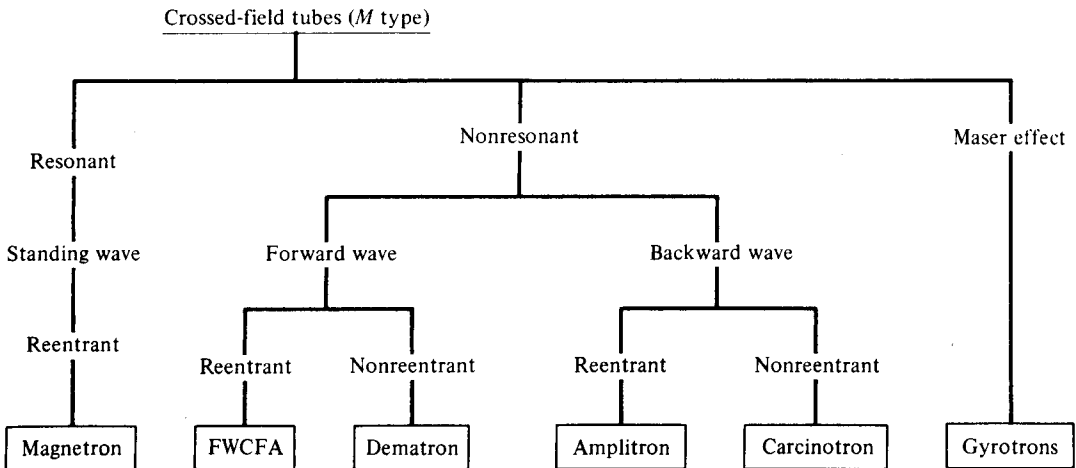 Crossed-field tubes (M type)
Nonresonant
Maser effect
Resonant
Standing wave
Forward wave
Backward wave
Reentrant
Reentrant
Nonreentrant
Reentrant
Nonreentrant
Magnetron
FWCFA
Dematron
Amplitron
Carcinotron
Gyrotrons